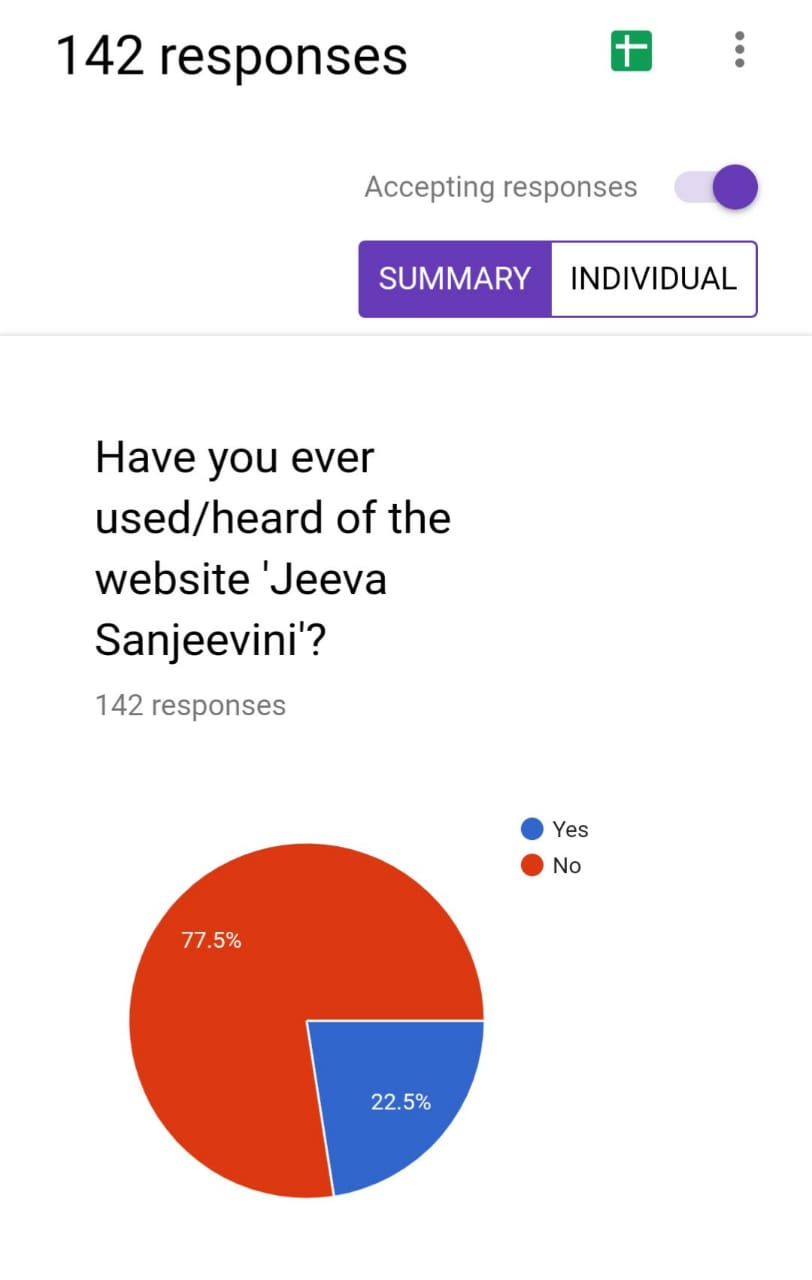 142 responses
Accepting responses
SUMMARY INDIVIDUAL
Have you ever
used/heard of the
website 'Jeeva
Sanjeevini'?
142 responses
Yes
No
77.5%
22.5%